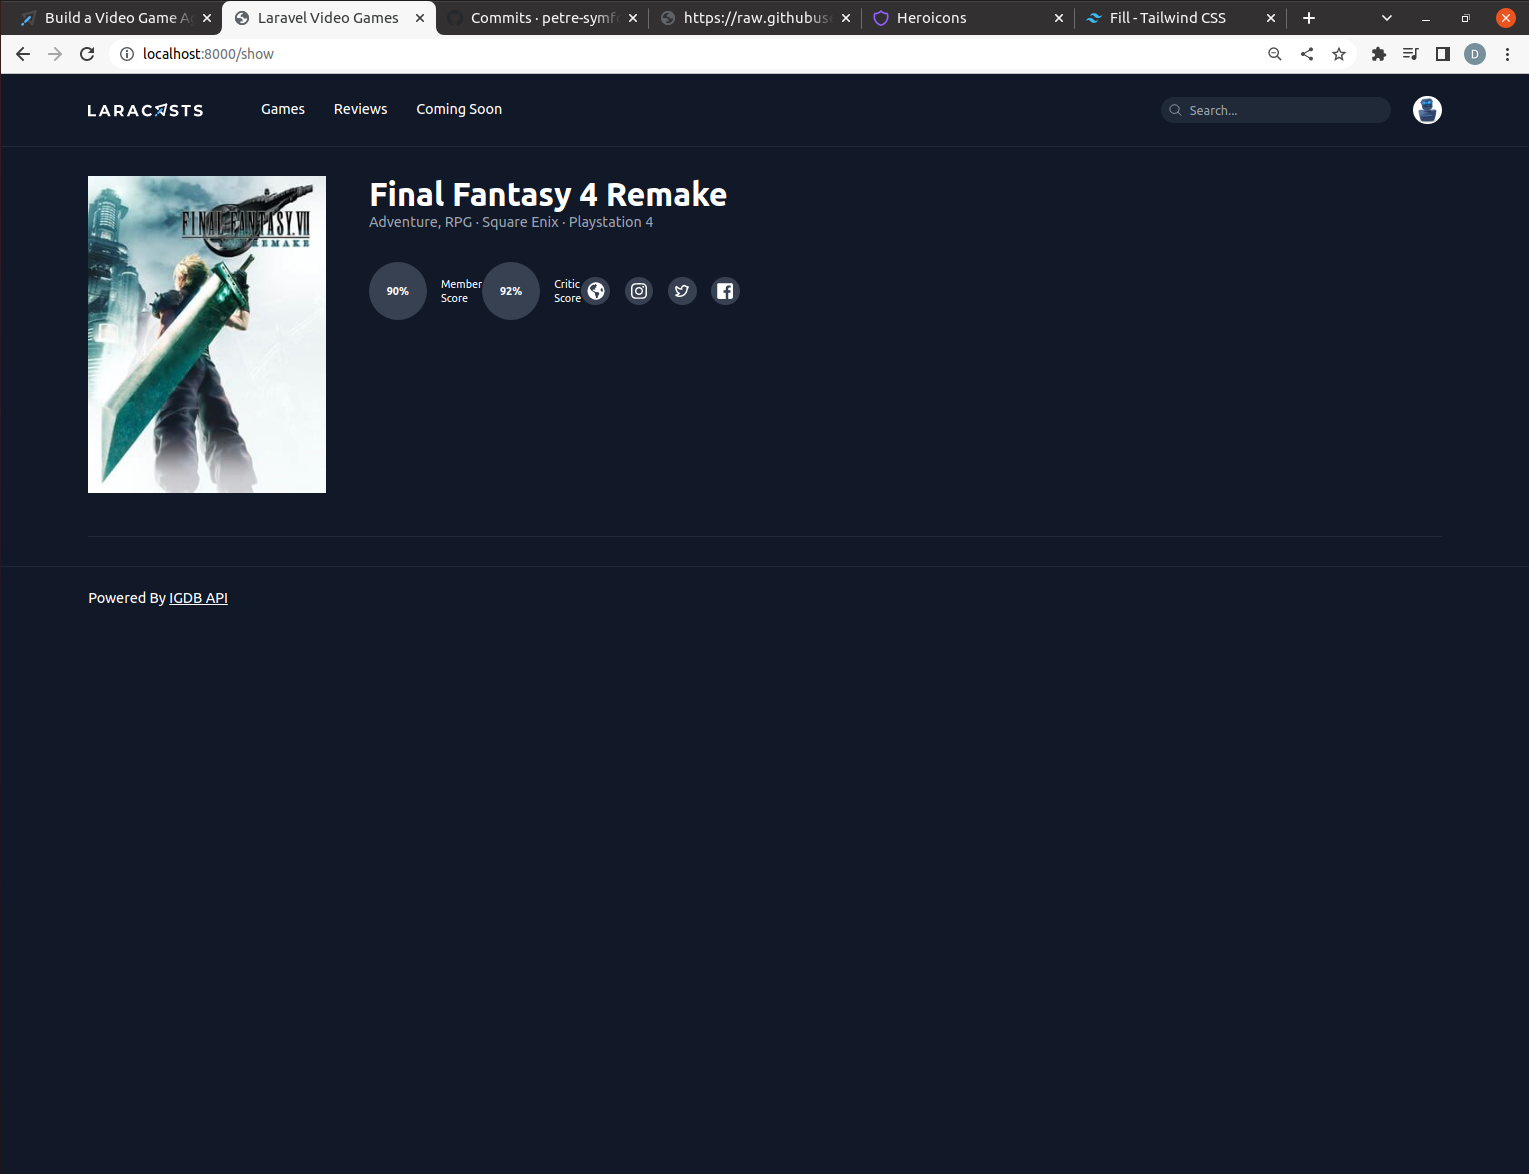 Build a Video Game A
Laravel Video Games
Commits · petre-symf
https://raw.githubus
Heroicons
Fill - Tailwind CSS
localhost:8000/show
D
LARACASTS
Games
Reviews
Coming Soon
Search...
FINAL FANTASY VII
REMAKE
Final Fantasy 4 Remake
Adventure, RPG · Square Enix · Playstation 4
90%
Member
Score
92%
Critic
Score
Powered By IGDB API